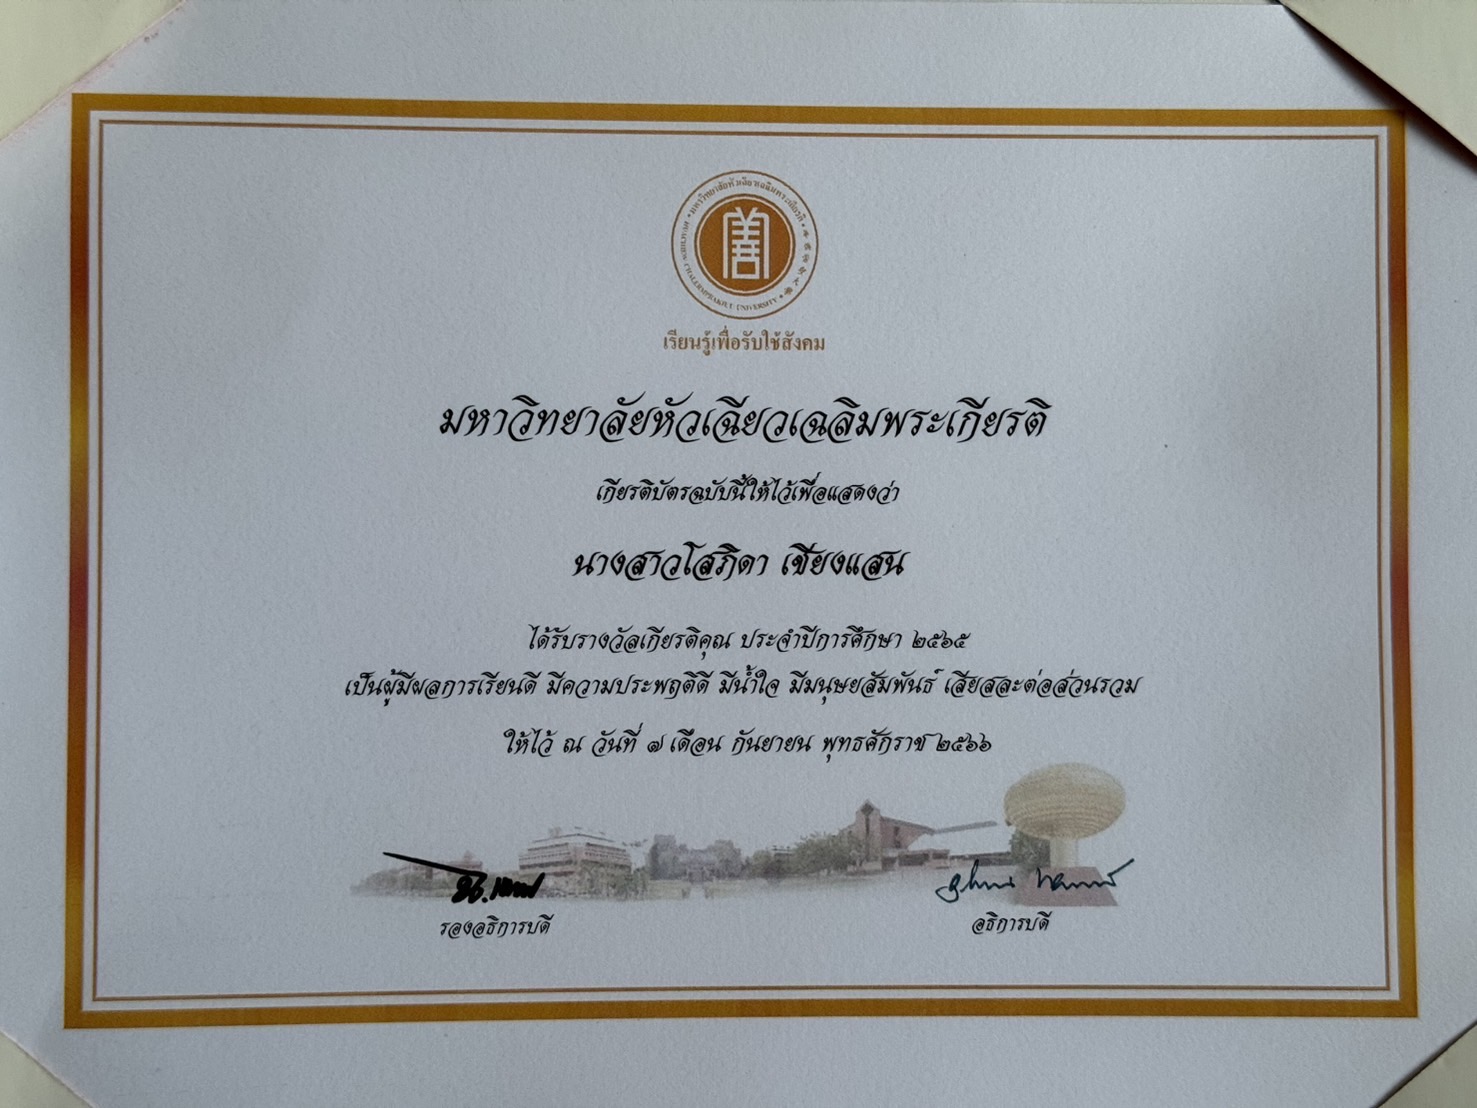 มหาวิทยาลัยหัวเฉียวเฉลิมพระเกียรติ
HUACHIEW CHALERMPRAKIET UNIVERSITY
善
เรียนรู้เพื่อรับใช้สังคม
มหาวิทยาลัยหัวเฉียวเฉลิมพระเกียรติ
เกียรติบัตรฉบับนี้ให้ไว้เพื่อแสดงว่า
นางสาวโสภิดา เชียงแสน
ได้รับรางวัลเกียรติคุณ ประจำปีการศึกษา ๒๕๖๕
เป็นผู้มีผลการเรียนดี มีความประพฤติดี มีน้ำใจ มีมนุษยสัมพันธ์ เสียสละต่อส่วนรวม
ให้ไว้ ณ วันที่ ๗ เดือน กันยายน พุทธศักราช ๒๕๖๖
รองอธิการบดี
อธิการบดี